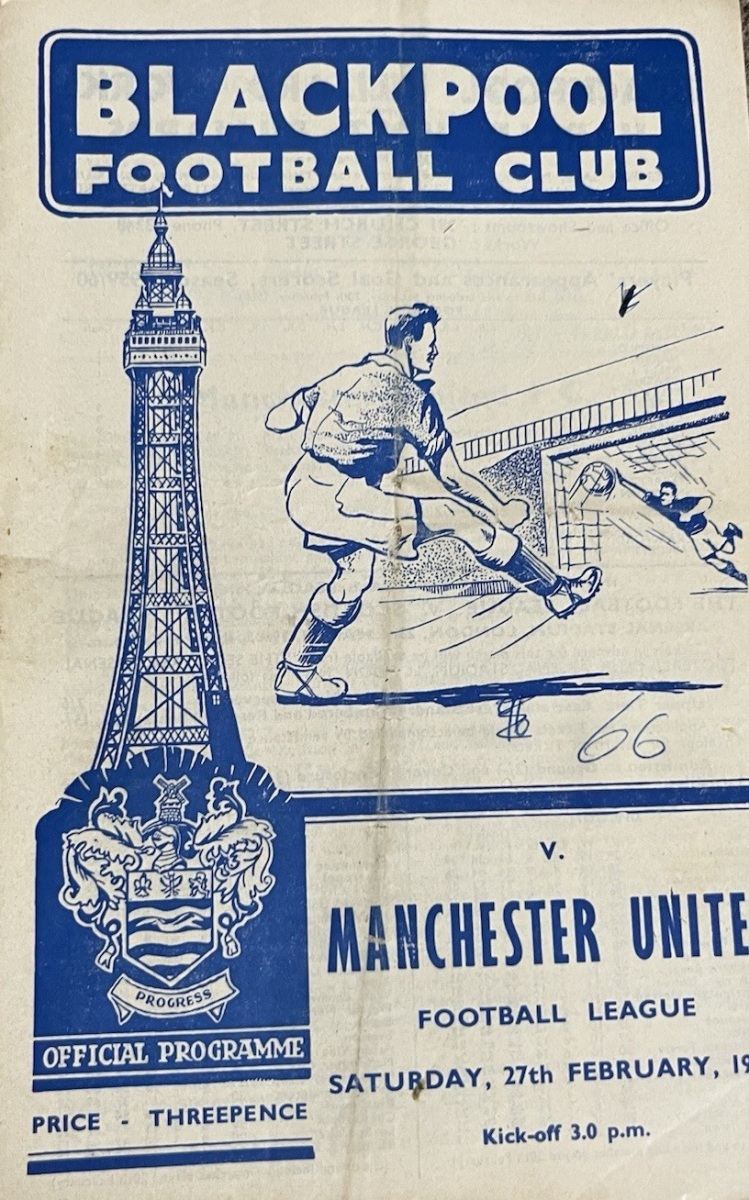 BLACKPOOL
FOOTBALL CLUB
66
V.
MANCHESTER UNITE
FOOTBALL LEAGUE
SATURDAY, 27th FEBRUARY, 19
Kick-off 3.0 p.m.
PROGRESS
OFFICIAL PROGRAMME
PRICE - THREEPENCE